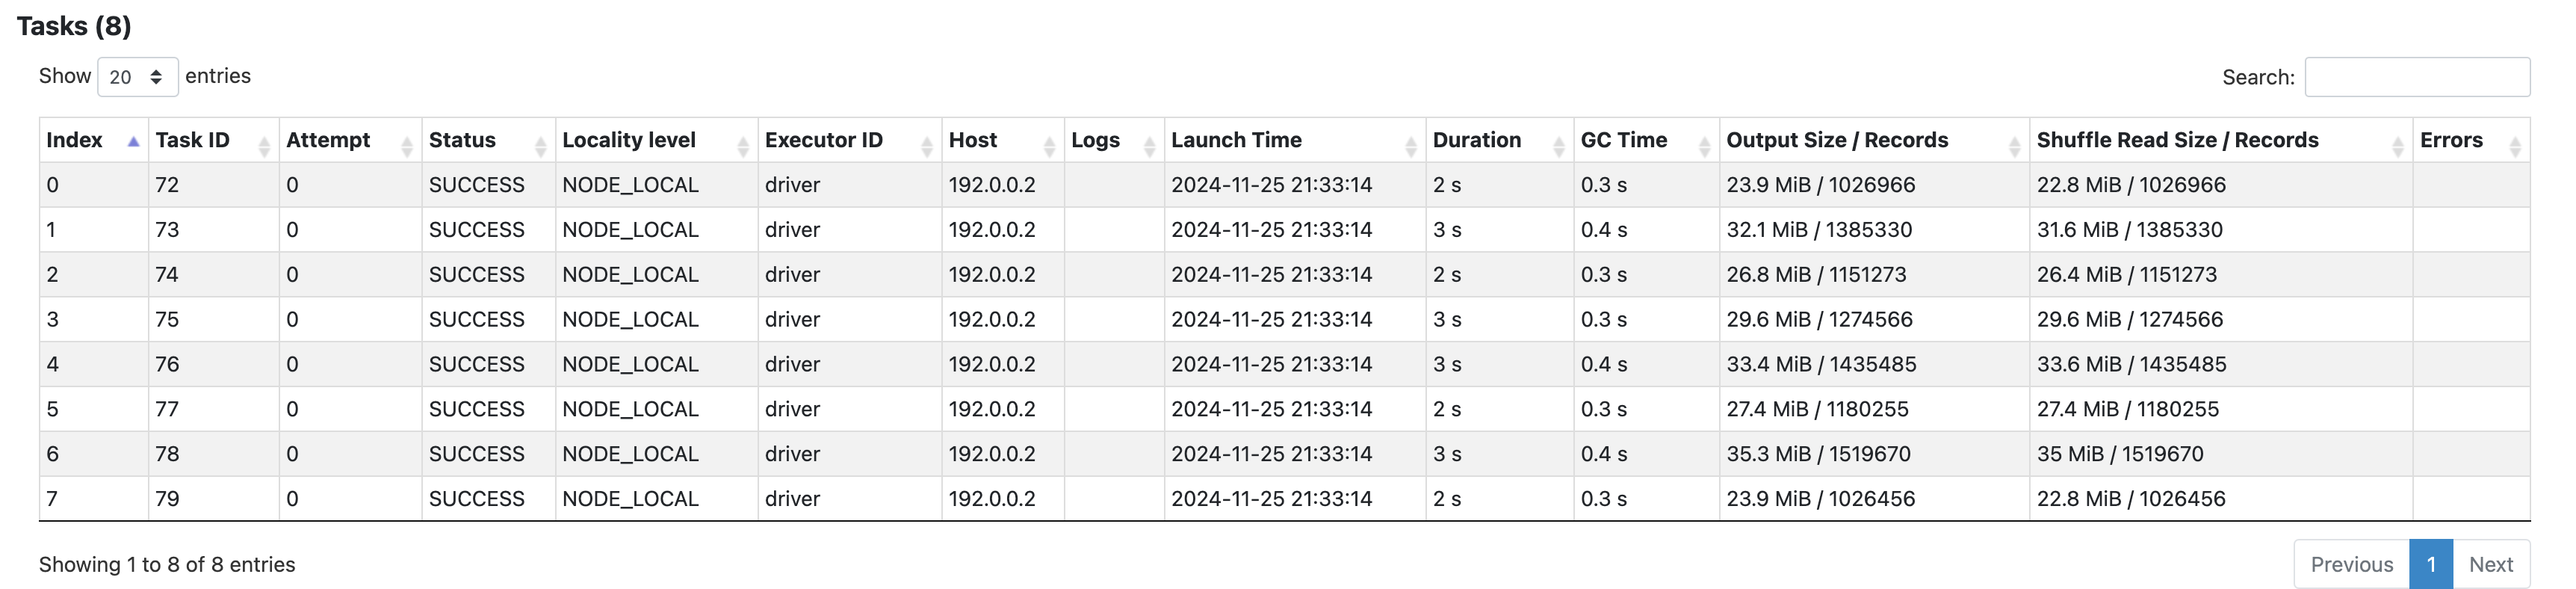 Tasks (8)
Show 20 entries Search:
Index Task ID Attempt Status Locality level Executor ID Host Logs Launch Time Duration GC Time Output Size / Records Shuffle Read Size / Records Errors
0 72 0 SUCCESS NODE_LOCAL driver 192.0.0.2 2024-11-25 21:33:14 2 s 0.3 s 23.9 MiB / 1026966 22.8 MiB / 1026966
1 73 0 SUCCESS NODE_LOCAL driver 192.0.0.2 2024-11-25 21:33:14 3 s 0.4 s 32.1 MiB / 1385330 31.6 MiB / 1385330
2 74 0 SUCCESS NODE_LOCAL driver 192.0.0.2 2024-11-25 21:33:14 2 s 0.3 s 26.8 MiB / 1151273 26.4 MiB / 1151273
3 75 0 SUCCESS NODE_LOCAL driver 192.0.0.2 2024-11-25 21:33:14 3 s 0.3 s 29.6 MiB / 1274566 29.6 MiB / 1274566
4 76 0 SUCCESS NODE_LOCAL driver 192.0.0.2 2024-11-25 21:33:14 3 s 0.4 s 33.4 MiB / 1435485 33.6 MiB / 1435485
5 77 0 SUCCESS NODE_LOCAL driver 192.0.0.2 2024-11-25 21:33:14 2 s 0.3 s 27.4 MiB / 1180255 27.4 MiB / 1180255
6 78 0 SUCCESS NODE_LOCAL driver 192.0.0.2 2024-11-25 21:33:14 3 s 0.4 s 35.3 MiB / 1519670 35 MiB / 1519670
7 79 0 SUCCESS NODE_LOCAL driver 192.0.0.2 2024-11-25 21:33:14 2 s 0.3 s 23.9 MiB / 1026456 22.8 MiB / 1026456
Showing 1 to 8 of 8 entries Previous 1 Next